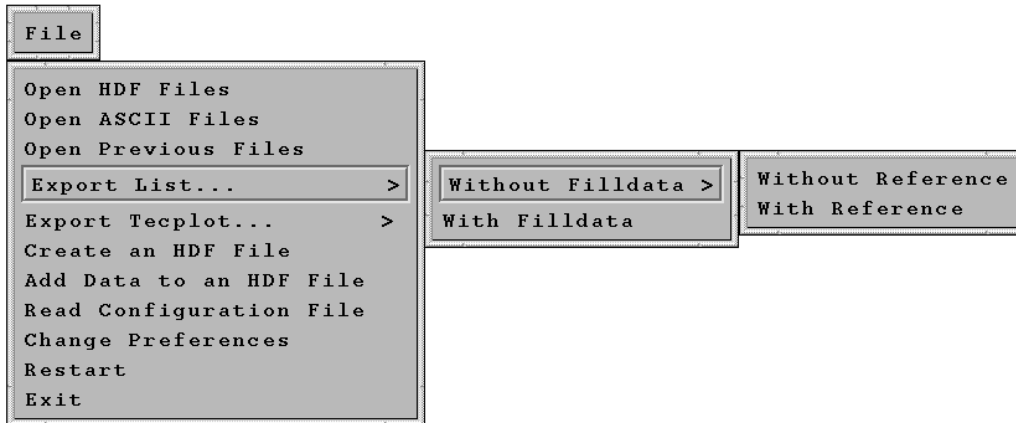 File
Open HDF Files
Open ASCII Files
Open Previous Files
Export List... >
Export Tecplot... >
Create an HDF File
Add Data to an HDF File
Read Configuration File
Change Preferences
Restart
Exit
Without Filldata >
With Filldata
Without Reference
With Reference